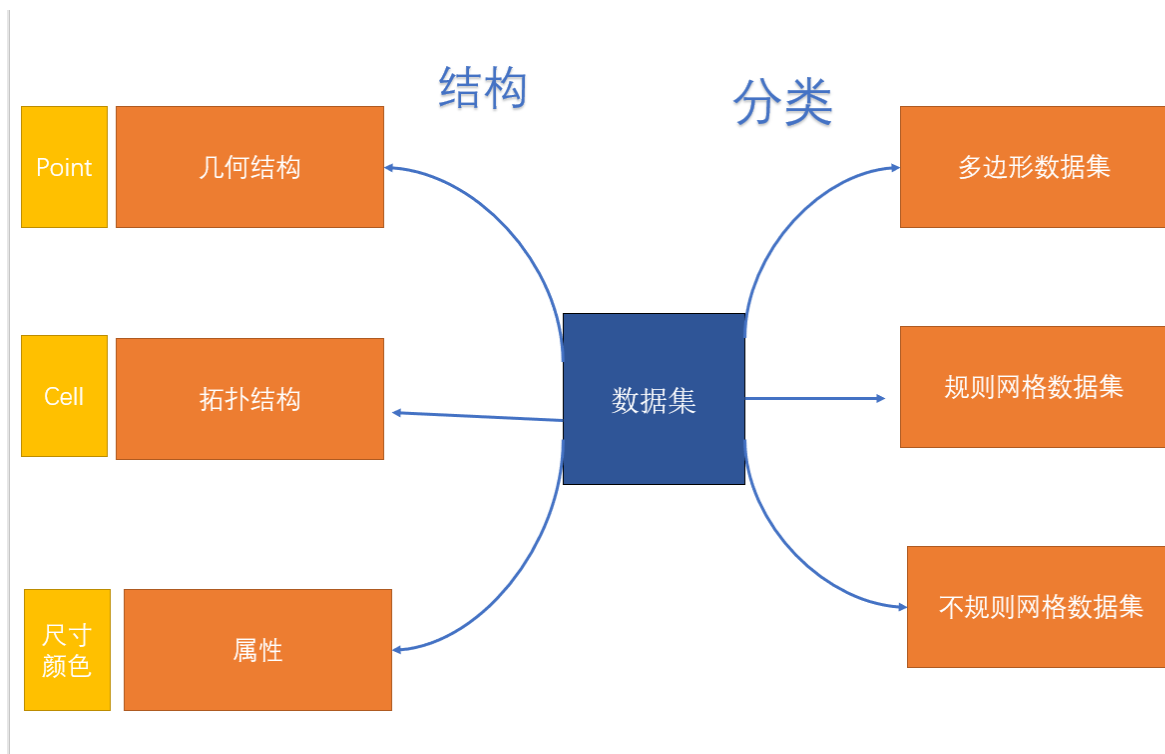 结构
分类
Point
几何结构
多边形数据集
Cell
拓扑结构
数据集
规则网格数据集
尺寸
颜色
属性
不规则网格数据集